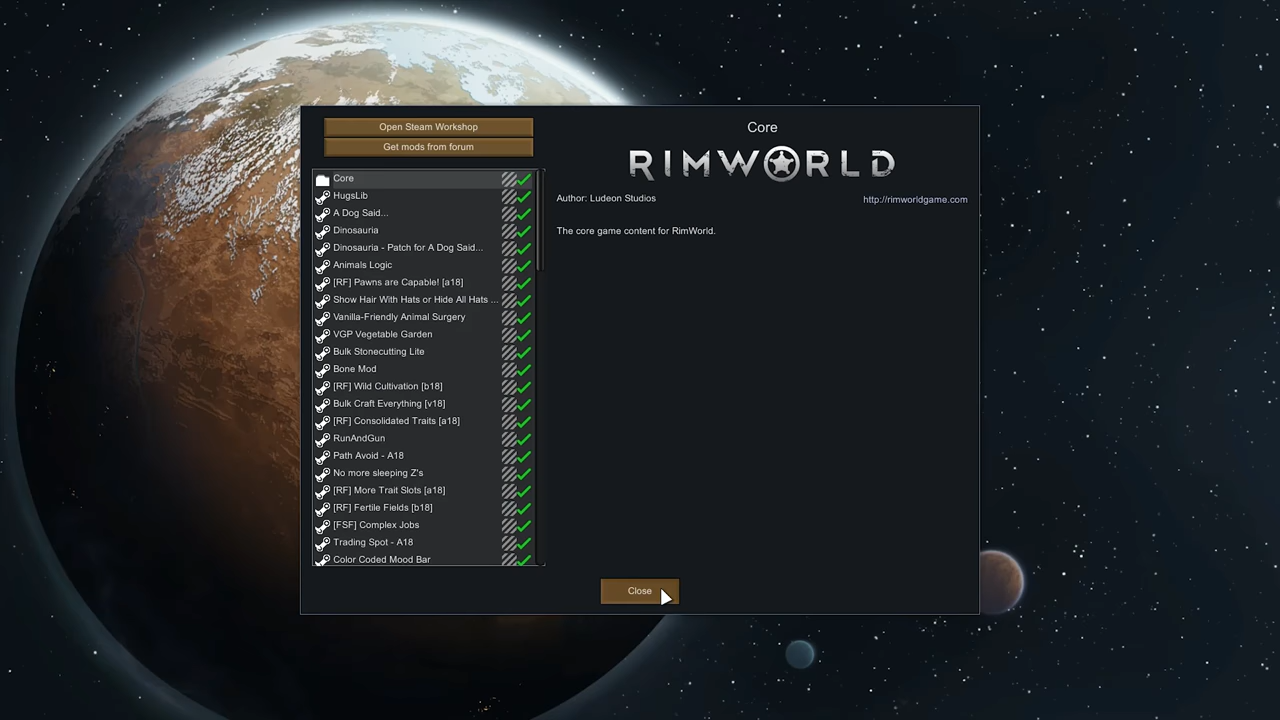 Open Steam Workshop
Get mods from forum
Core
HugsLib
A Dog Said...
Dinosauria
Dinosauria - Patch for A Dog Said...
Animals Logic
[RF] Pawns are Capable! [a18]
Show Hair With Hats or Hide All Hats ...
Vanilla-Friendly Animal Surgery
VGP Vegetable Garden
Bulk Stonecutting Lite
Bone Mod
[RF] Wild Cultivation [b18]
Bulk Craft Everything [v18]
[RF] Consolidated Traits [a18]
RunAndGun
Path Avoid - A18
No more sleeping Z's
[RF] More Trait Slots [a18]
[RF] Fertile Fields [b18]
[FSF] Complex Jobs
Trading Spot - A18
Color Coded Mood Bar
Core
RIMWORLD
Author: Ludeon Studios
http://rimworldgame.com
The core game content for RimWorld.
Close